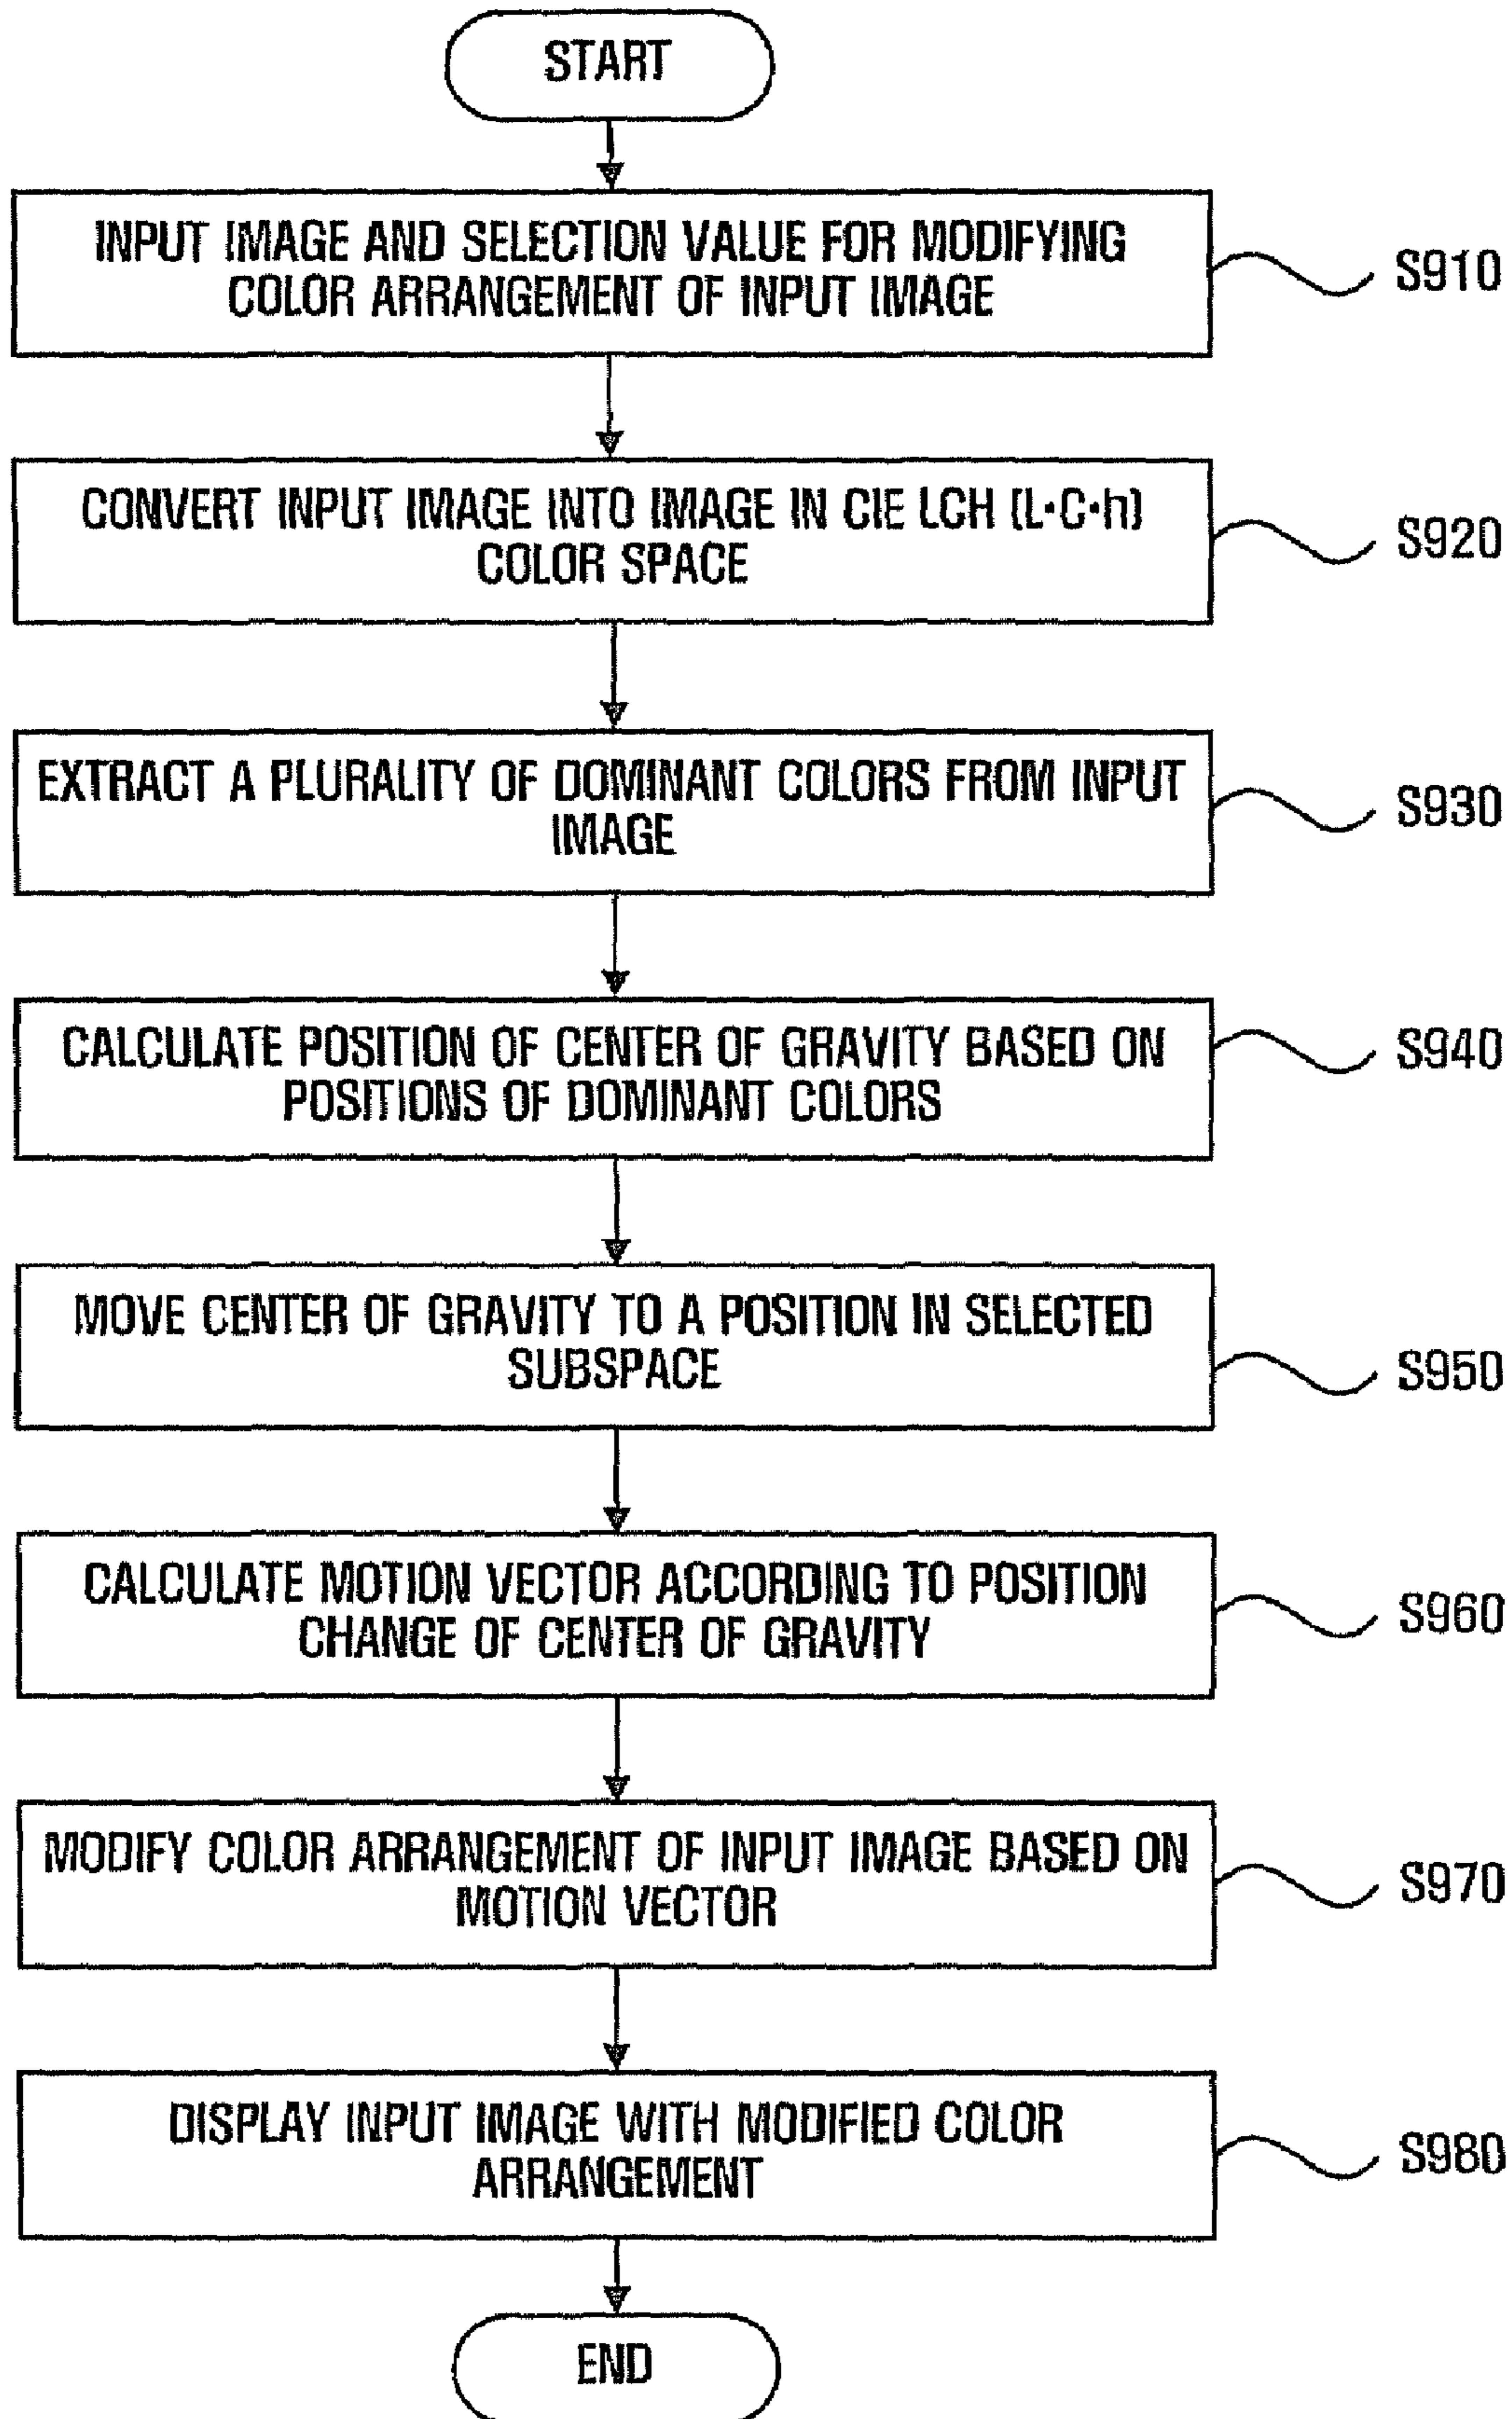 START
INPUT IMAGE AND SELECTION VALUE FOR MODIFYING
COLOR ARRANGEMENT OF INPUT IMAGE
S910
CONVERT INPUT IMAGE INTO IMAGE IN CIE LCH (L·C·h)
COLOR SPACE
S920
EXTRACT A PLURALITY OF DOMINANT COLORS FROM INPUT
IMAGE
S930
CALCULATE POSITION OF CENTER OF GRAVITY BASED ON
POSITIONS OF DOMINANT COLORS
S940
MOVE CENTER OF GRAVITY TO A POSITION IN SELECTED
SUBSPACE
S950
CALCULATE MOTION VECTOR ACCORDING TO POSITION
CHANGE OF CENTER OF GRAVITY
S960
MODIFY COLOR ARRANGEMENT OF INPUT IMAGE BASED ON
MOTION VECTOR
S970
DISPLAY INPUT IMAGE WITH MODIFIED COLOR
ARRANGEMENT
S980
END